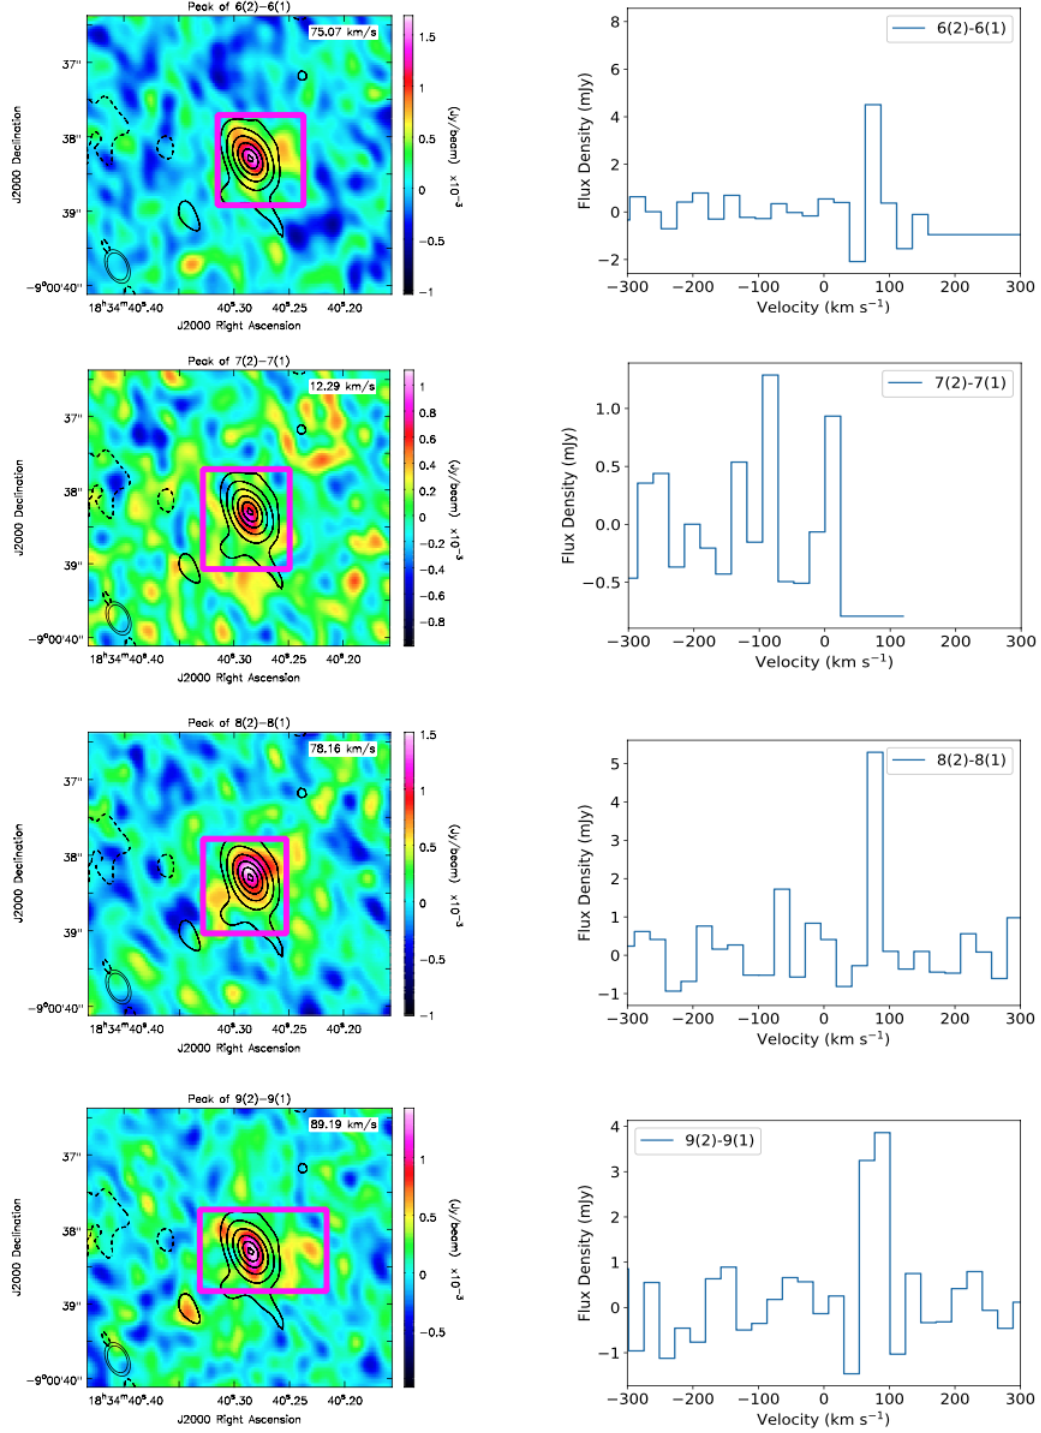 Peak of 6(2)-6(1)
75.07 km/s
37"
38"
39"
-9°00'40"
J2000 Declination
18ʰ34ᵐ40ˢ.40
40ˢ.30
40ˢ.25
40ˢ.20
J2000 Right Ascension
1.5
1
0.5
0
-0.5
-1
(Jy/beam) ×10⁻³
6(2)-6(1)
8
6
4
2
0
−2
Flux Density (mJy)
−300 −200 −100 0 100 200 300
Velocity (km s⁻¹)
Peak of 7(2)-7(1)
12.29 km/s
37"
38"
39"
-9°00'40"
J2000 Declination
18ʰ34ᵐ40ˢ.40
40ˢ.30
40ˢ.25
40ˢ.20
J2000 Right Ascension
1
0.8
0.6
0.4
0.2
0
-0.2
-0.4
-0.6
-0.8
(Jy/beam) ×10⁻³
7(2)-7(1)
1.0
0.5
0.0
−0.5
Flux Density (mJy)
−300 −200 −100 0 100 200 300
Velocity (km s⁻¹)
Peak of 8(2)-8(1)
78.16 km/s
37"
38"
39"
-9°00'40"
J2000 Declination
18ʰ34ᵐ40ˢ.40
40ˢ.30
40ˢ.25
40ˢ.20
J2000 Right Ascension
1.5
1
0.5
0
-0.5
-1
(Jy/beam) ×10⁻³
8(2)-8(1)
5
4
3
2
1
0
−1
Flux Density (mJy)
−300 −200 −100 0 100 200 300
Velocity (km s⁻¹)
Peak of 9(2)-9(1)
89.19 km/s
37"
38"
39"
-9°00'40"
J2000 Declination
18ʰ34ᵐ40ˢ.40
40ˢ.30
40ˢ.25
40ˢ.20
J2000 Right Ascension
1
0.5
0
-0.5
(Jy/beam) ×10⁻³
9(2)-9(1)
4
3
2
1
0
−1
Flux Density (mJy)
−300 −200 −100 0 100 200 300
Velocity (km s⁻¹)